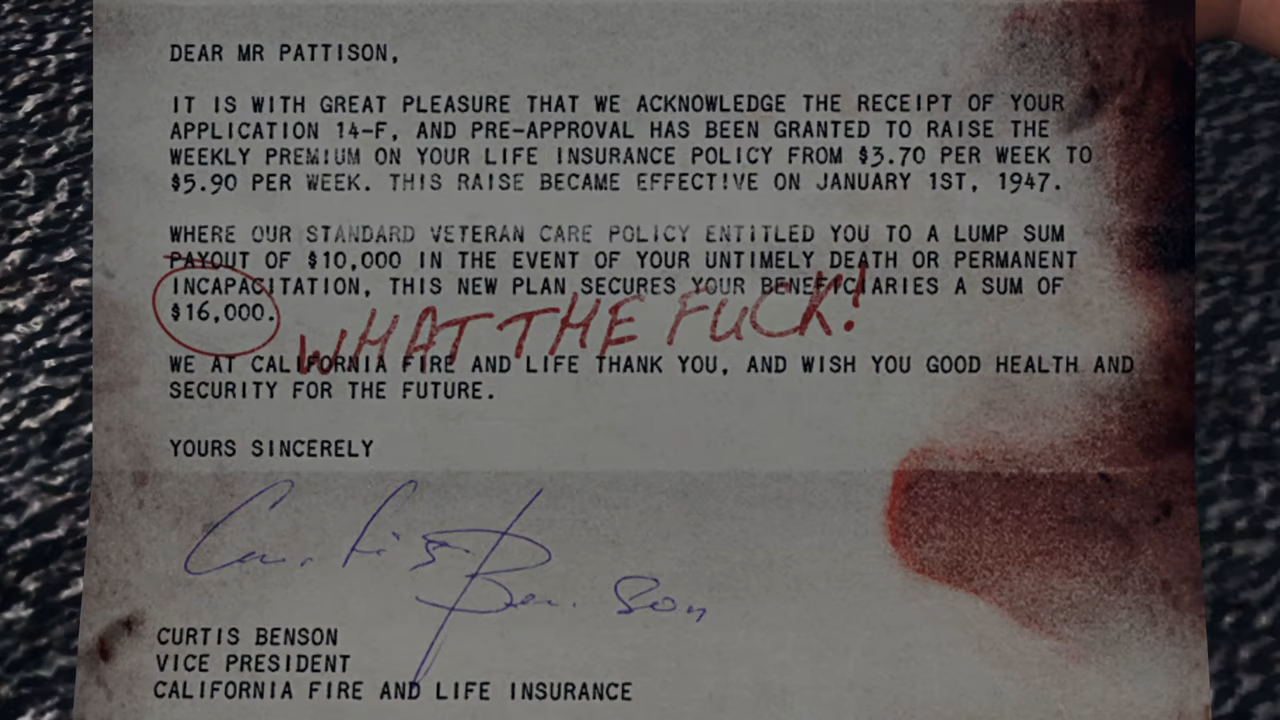 DEAR MR PATTISON,
IT IS WITH GREAT PLEASURE THAT WE ACKNOWLEDGE THE RECEIPT OF YOUR
APPLICATION 14-F, AND PRE-APPROVAL HAS BEEN GRANTED TO RAISE THE
WEEKLY PREMIUM ON YOUR LIFE INSURANCE POLICY FROM $3.70 PER WEEK TO
$5.90 PER WEEK. THIS RAISE BECAME EFFECTIVE ON JANUARY 1ST, 1947.
WHERE OUR STANDARD VETERAN CARE POLICY ENTITLED YOU TO A LUMP SUM
PAYOUT OF $10,000 IN THE EVENT OF YOUR UNTIMELY DEATH OR PERMANENT
INCAPACITATION, THIS NEW PLAN SECURES YOUR BENEFICIARIES A SUM OF
$16,000.
WHAT THE FUCK!
WE AT CALIFORNIA FIRE AND LIFE THANK YOU, AND WISH YOU GOOD HEALTH AND
SECURITY FOR THE FUTURE.
YOURS SINCERELY
Curtis Benson
CURTIS BENSON
VICE PRESIDENT
CALIFORNIA FIRE AND LIFE INSURANCE